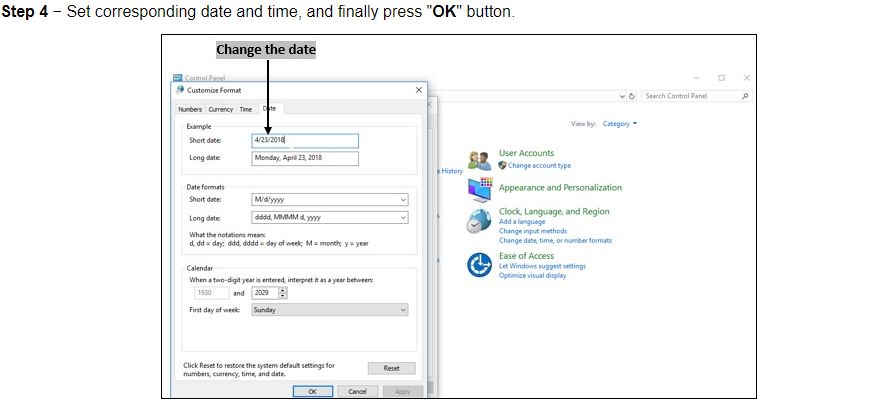 Step 4 − Set corresponding date and time, and finally press "OK" button.
Change the date
Control Panel
Customize Format
Numbers Currency Time Date
Example
Short date: 4/23/2018
Long date: Monday, April 23, 2018
Date formats
Short date: M/d/yyyy
Long date: dddd, MMMM d, yyyy
What the notations mean:
d, dd = day; ddd, dddd = day of week; M = month; y = year
Calendar
When a two-digit year is entered, interpret it as a year between:
1930 and 2029
First day of week: Sunday
Click Reset to restore the system default settings for
numbers, currency, time, and date.
Reset
OK Cancel Apply
Search Control Panel
View by: Category
e History
s
User Accounts
Change account type
Appearance and Personalization
Clock, Language, and Region
Add a language
Change input methods
Change date, time, or number formats
Ease of Access
Let Windows suggest settings
Optimize visual display